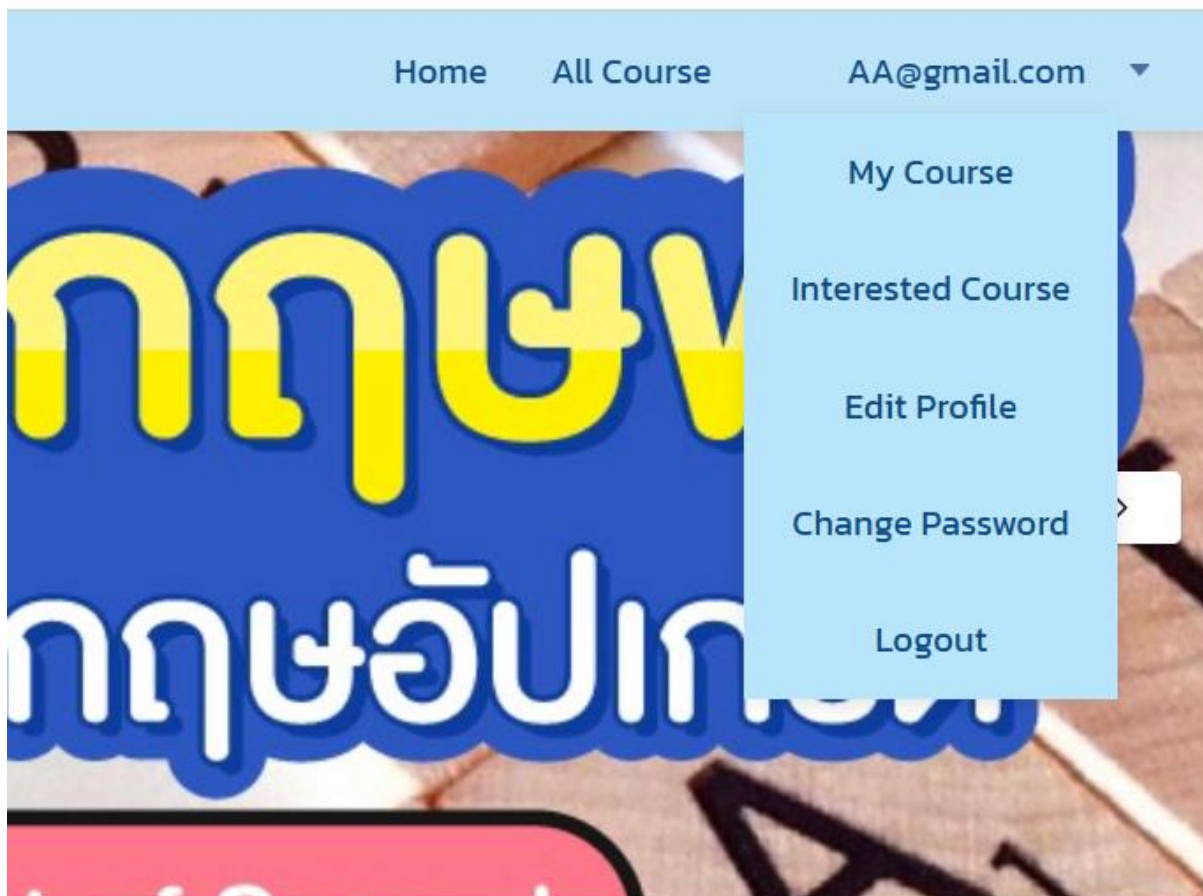 Home All Course AA@gmail.com
My Course
Interested Course
Edit Profile
Change Password
Logout
กฤษ
กฤษอัปเก